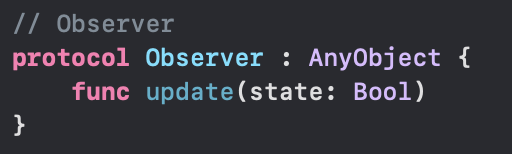 // Observer
protocol Observer : AnyObject {
    func update(state: Bool)
}